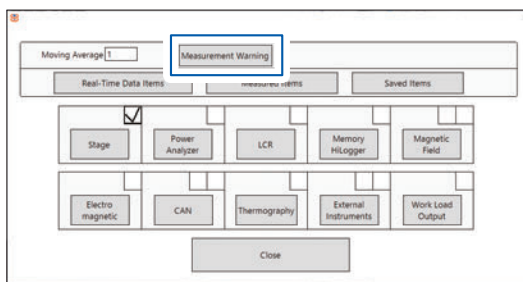 Moving Average 1 Measurement Warning
Real-Time Data Items Measured Items Saved Items
Stage Power Analyzer LCR Memory HiLogger Magnetic Field
Electro magnetic CAN Thermography External Instruments Work Load Output
Close